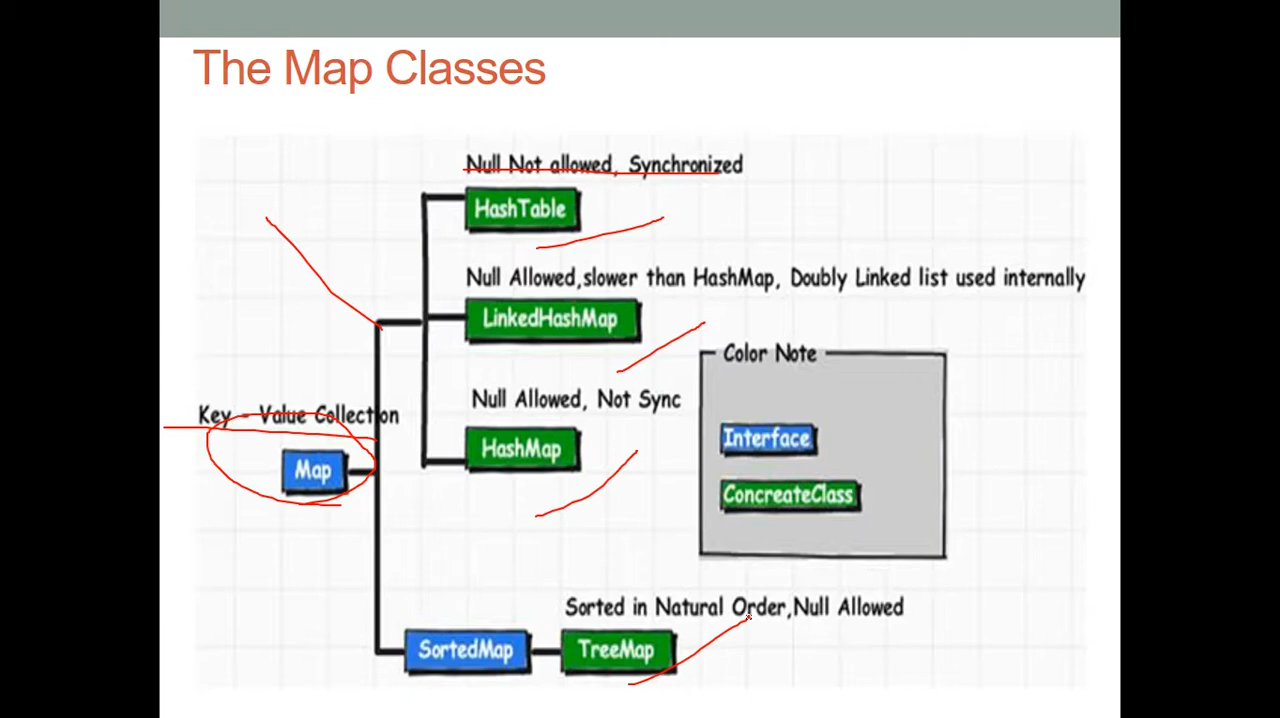 The Map Classes
Null Not allowed, Synchronized
HashTable
Null Allowed,slower than HashMap, Doubly Linked list used internally
LinkedHashMap
Null Allowed, Not Sync
HashMap
Key - Value Collection
Map
Color Note
Interface
ConcreateClass
Sorted in Natural Order,Null Allowed
SortedMap
TreeMap